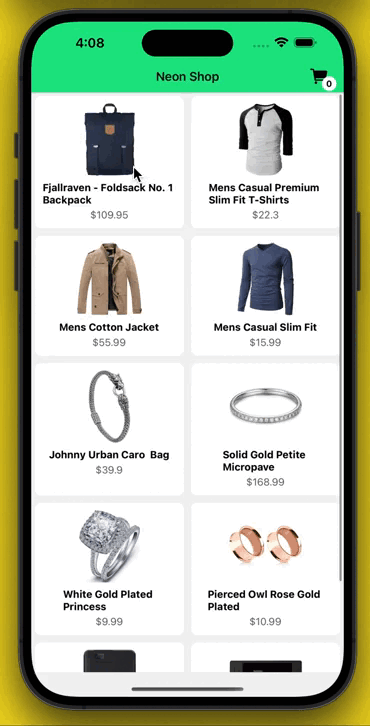 4:08
Neon Shop
0
Fjallraven - Foldsack No. 1
Backpack
$109.95
Mens Casual Premium
Slim Fit T-Shirts
$22.3
Mens Cotton Jacket
$55.99
Mens Casual Slim Fit
$15.99
Johnny Urban Caro  Bag
$39.9
Solid Gold Petite
Micropave
$168.99
White Gold Plated
Princess
$9.99
Pierced Owl Rose Gold
Plated
$10.99